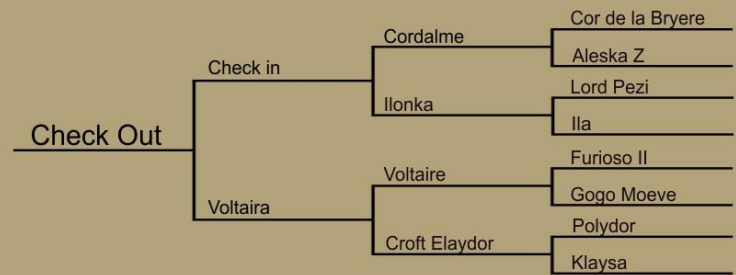 Check Out
Check in
Voltaira
Cordalme
Ilonka
Voltaire
Croft Elaydor
Cor de la Bryere
Aleska Z
Lord Pezi
Ila
Furioso II
Gogo Moeve
Polydor
Klaysa